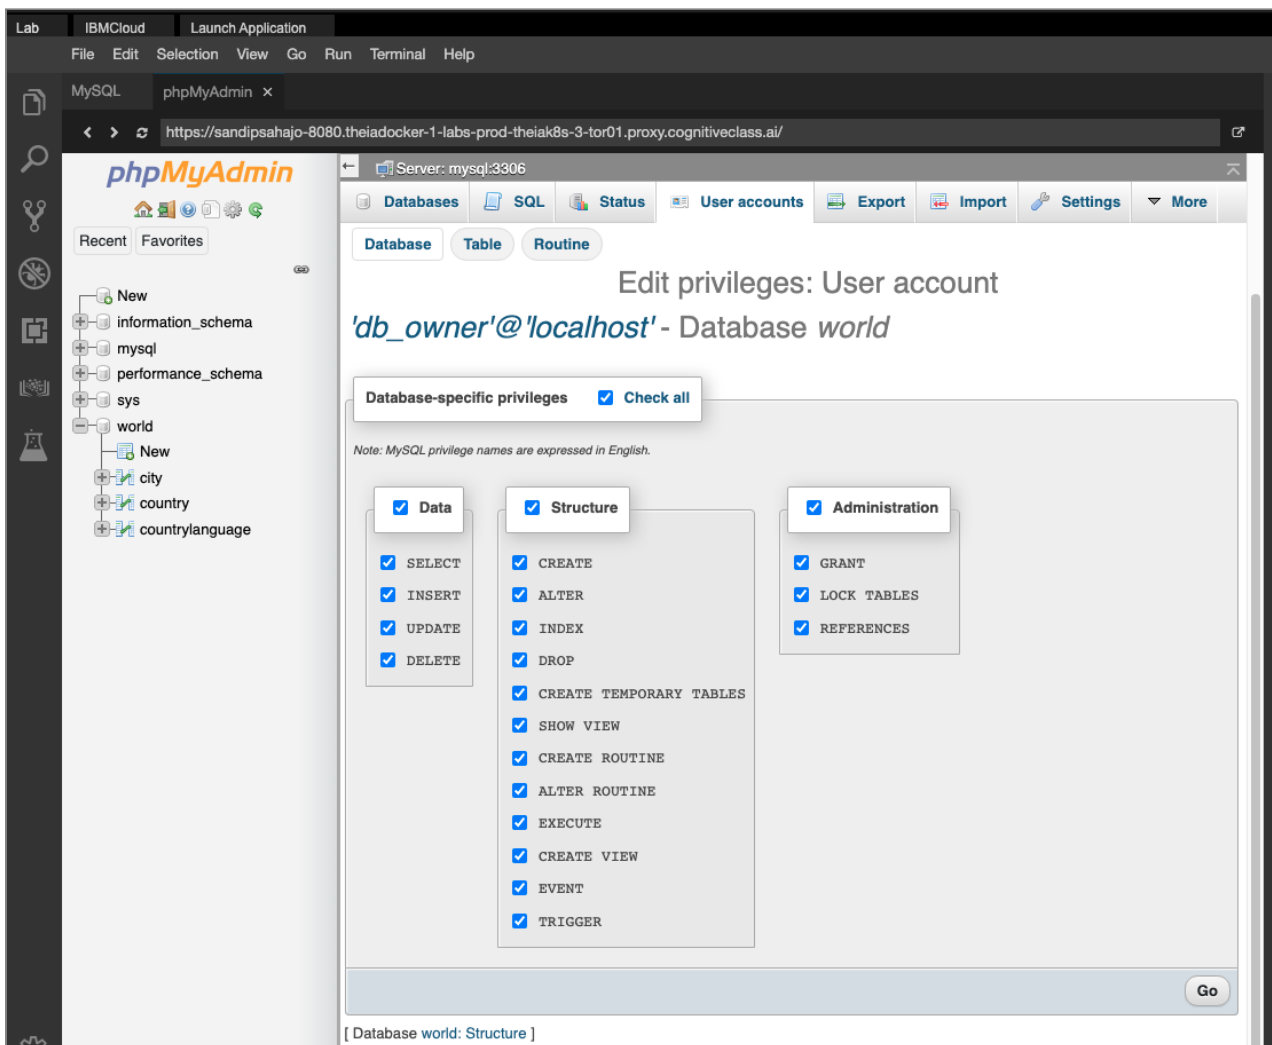 Lab IBMCloud Launch Application
File Edit Selection View Go Run Terminal Help
MySQL phpMyAdmin ×
https://sandipsahajo-8080.theiadocker-1-labs-prod-theiak8s-3-tor01.proxy.cognitiveclass.ai/
phpMyAdmin
Recent Favorites
New
information_schema
mysql
performance_schema
sys
world
New
city
country
countrylanguage
Server: mysql:3306
Databases SQL Status User accounts Export Import Settings More
Database Table Routine
Edit privileges: User account
'db_owner'@'localhost' - Database world
Database-specific privileges Check all
Note: MySQL privilege names are expressed in English.
Data
SELECT
INSERT
UPDATE
DELETE
Structure
CREATE
ALTER
INDEX
DROP
CREATE TEMPORARY TABLES
SHOW VIEW
CREATE ROUTINE
ALTER ROUTINE
EXECUTE
CREATE VIEW
EVENT
TRIGGER
Administration
GRANT
LOCK TABLES
REFERENCES
Go
[ Database world: Structure ]